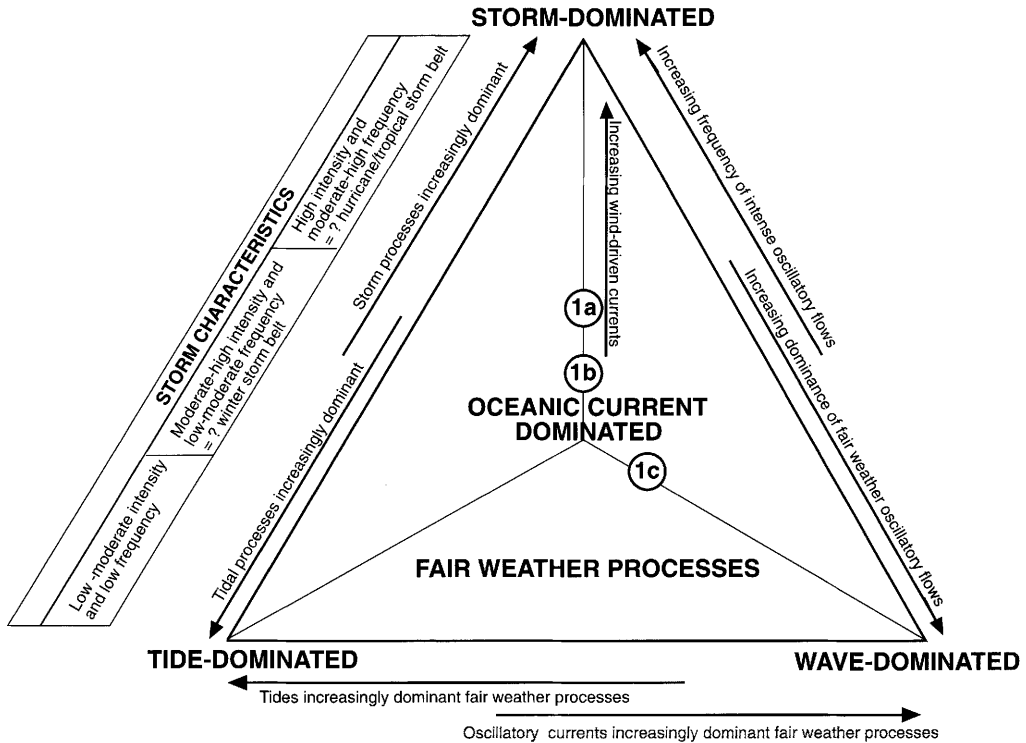 STORM-DOMINATED
STORM CHARACTERISTICS
High intensity and
moderate-high frequency
= ? hurricane/tropical storm belt
Moderate-high intensity and
low-moderate frequency
= ? winter storm belt
Low -moderate intensity
and low frequency
Storm processes increasingly dominant
Tidal processes increasingly dominant
Increasing wind-driven currents
Increasing frequency of intense oscillatory flows
Increasing dominance of fair weather oscillatory flows
1a
1b
OCEANIC CURRENT
DOMINATED
1c
FAIR WEATHER PROCESSES
TIDE-DOMINATED
WAVE-DOMINATED
Tides increasingly dominant fair weather processes
Oscillatory currents increasingly dominant fair weather processes